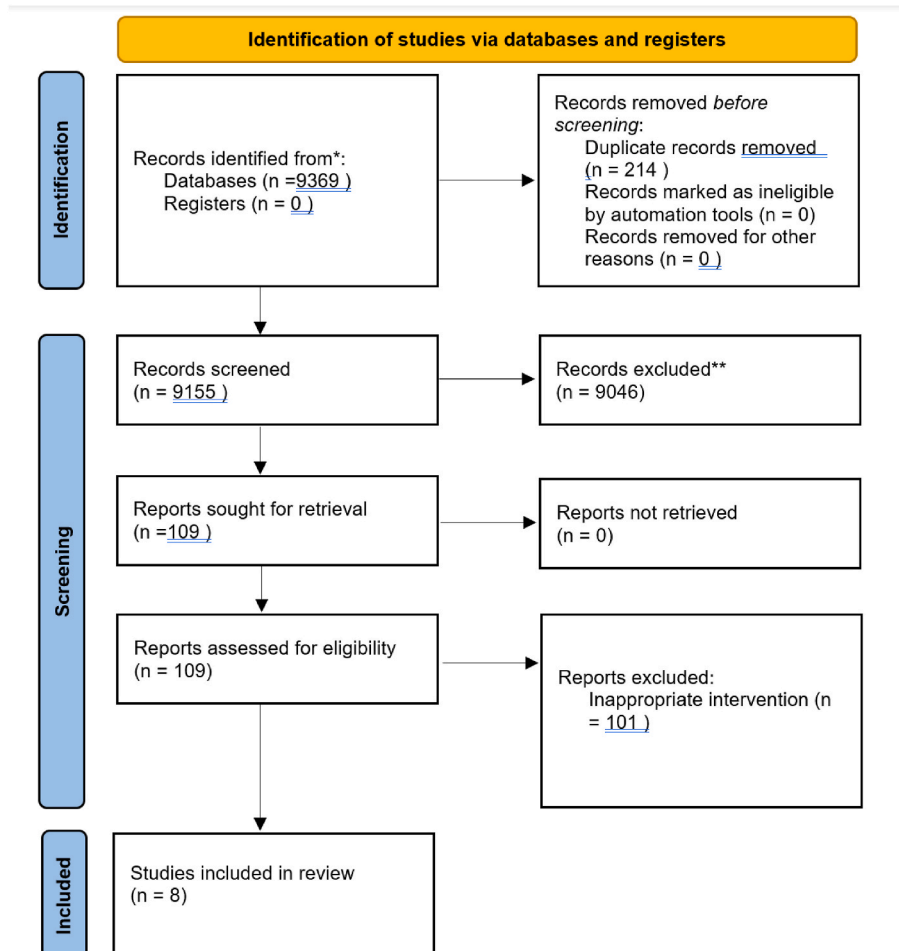 Identification of studies via databases and registers
Identification
Records identified from*:
Databases (n =9369 )
Registers (n = 0 )
Records removed before
screening:
Duplicate records removed
(n = 214 )
Records marked as ineligible
by automation tools (n = 0)
Records removed for other
reasons (n = 0 )
Screening
Records screened
(n = 9155 )
Records excluded**
(n = 9046)
Reports sought for retrieval
(n =109 )
Reports not retrieved
(n = 0)
Reports assessed for eligibility
(n = 109)
Reports excluded:
Inappropriate intervention (n
= 101 )
Included
Studies included in review
(n = 8)